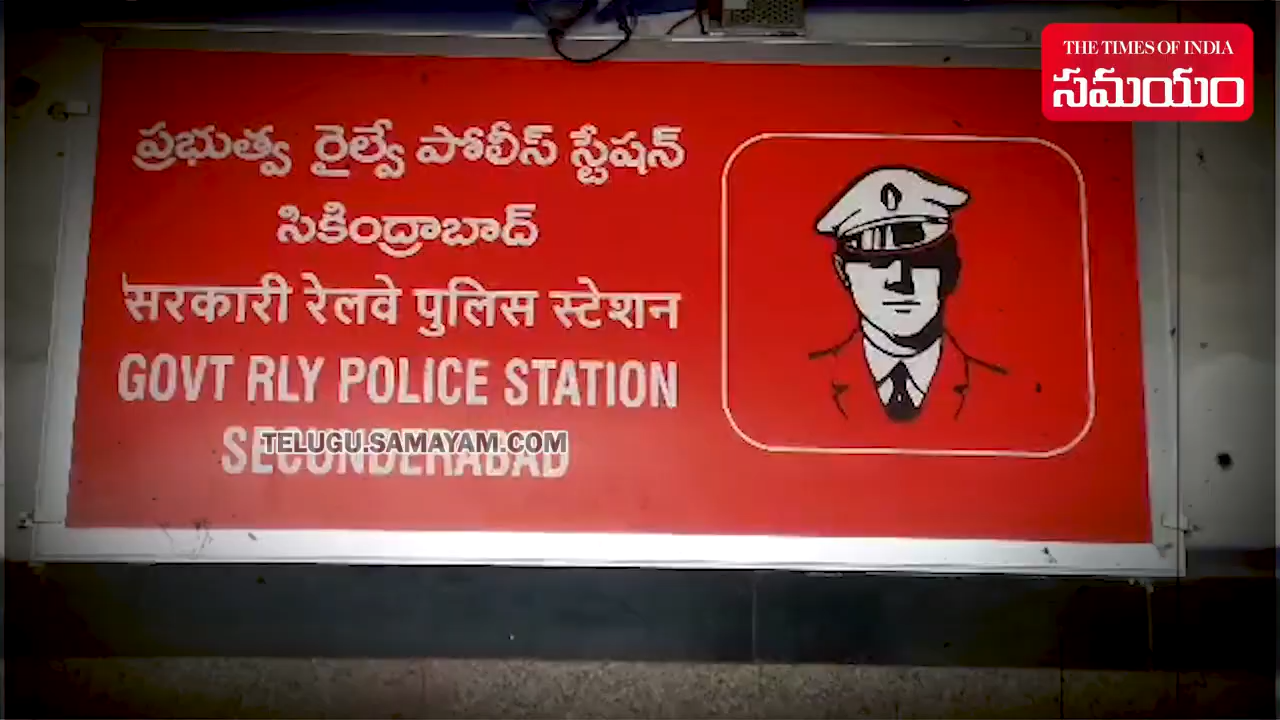 THE TIMES OF INDIA
సమయం
ప్రభుత్వ రైల్వే పోలీస్ స్టేషన్
సికింద్రాబాద్
सरकारी रेलवे पुलिस स्टेशन
GOVT RLY POLICE STATION
SECUNDERABAD
TELUGU.SAMAYAM.COM